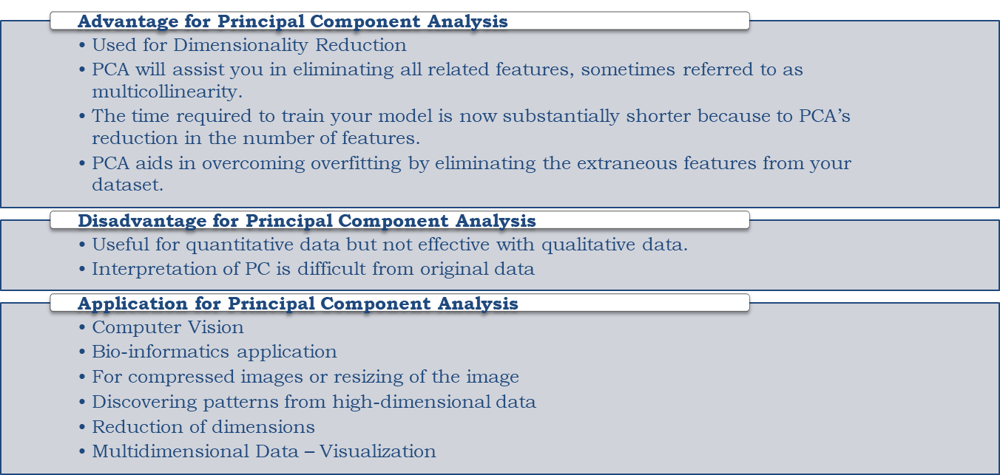 Advantage for Principal Component Analysis
• Used for Dimensionality Reduction
• PCA will assist you in eliminating all related features, sometimes referred to as
multicollinearity.
• The time required to train your model is now substantially shorter because to PCA’s
reduction in the number of features.
• PCA aids in overcoming overfitting by eliminating the extraneous features from your
dataset.
Disadvantage for Principal Component Analysis
• Useful for quantitative data but not effective with qualitative data.
• Interpretation of PC is difficult from original data
Application for Principal Component Analysis
• Computer Vision
• Bio-informatics application
• For compressed images or resizing of the image
• Discovering patterns from high-dimensional data
• Reduction of dimensions
• Multidimensional Data – Visualization